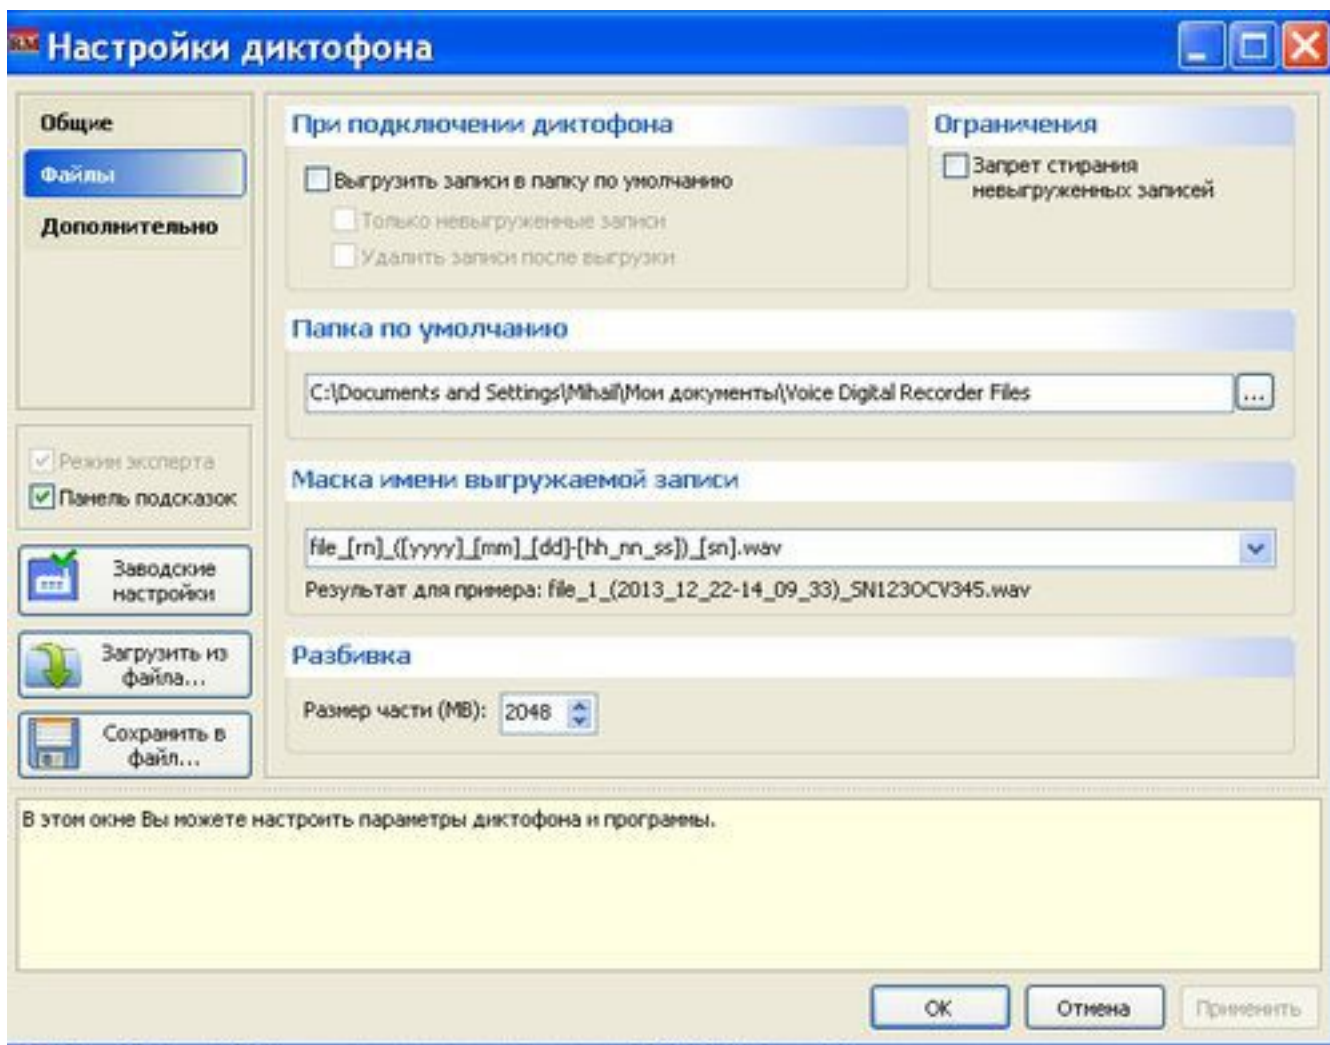 RM Настройки диктофона
Общие
Файлы
Дополнительно
При подключении диктофона
Выгрузить записи в папку по умолчанию
Только невыгруженные записи
Удалить записи после выгрузки
Ограничения
Запрет стирания
невыгруженных записей
Папка по умолчанию
C:\Documents and Settings\Mihail\Мои документы\Voice Digital Recorder Files
...
Режим эксперта
Панель подсказок
Маска имени выгружаемой записи
file_[rn]_([yyyy]_[mm]_[dd]-[hh_nn_ss])_[sn].wav
Результат для примера: file_1_(2013_12_22-14_09_33)_SN123OCV345.wav
Заводские
настройки
Загрузить из
файла...
Сохранить в
файл...
Разбивка
Размер части (МВ): 2048
В этом окне Вы можете настроить параметры диктофона и программы.
OK
Отмена
Применить